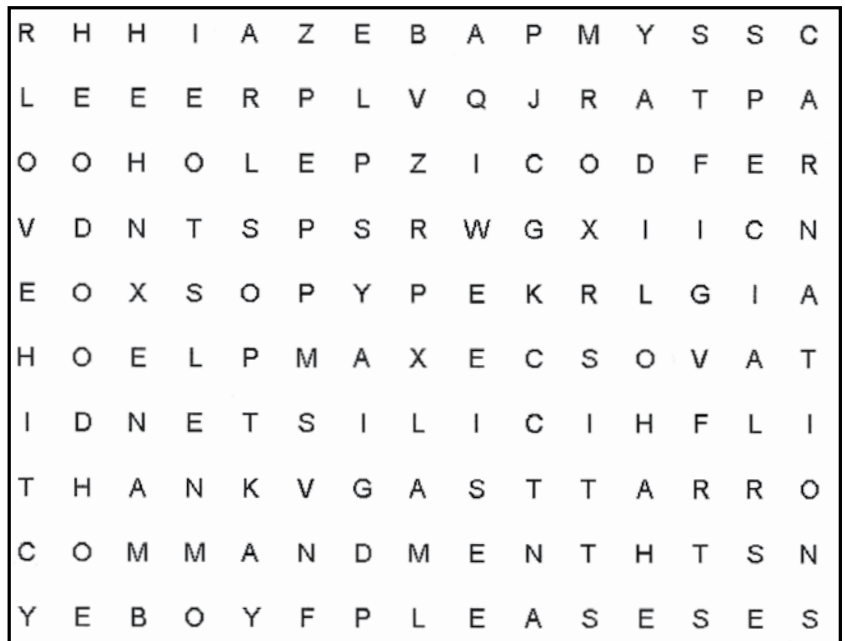 R H H I A Z E B A P M Y S S C
L E E E R P L V Q J R A T P A
O O H O L E P Z I C O D F E R
V D N T S P S R W G X I I C N
E O X S O P Y P E K R L G I A
H O E L P M A X E C S O V A T
I D N E T S I L I C I H F L I
T H A N K V G A S T T A R R O
C O M M A N D M E N T H T S N
Y E B O Y F P L E A S E S E S